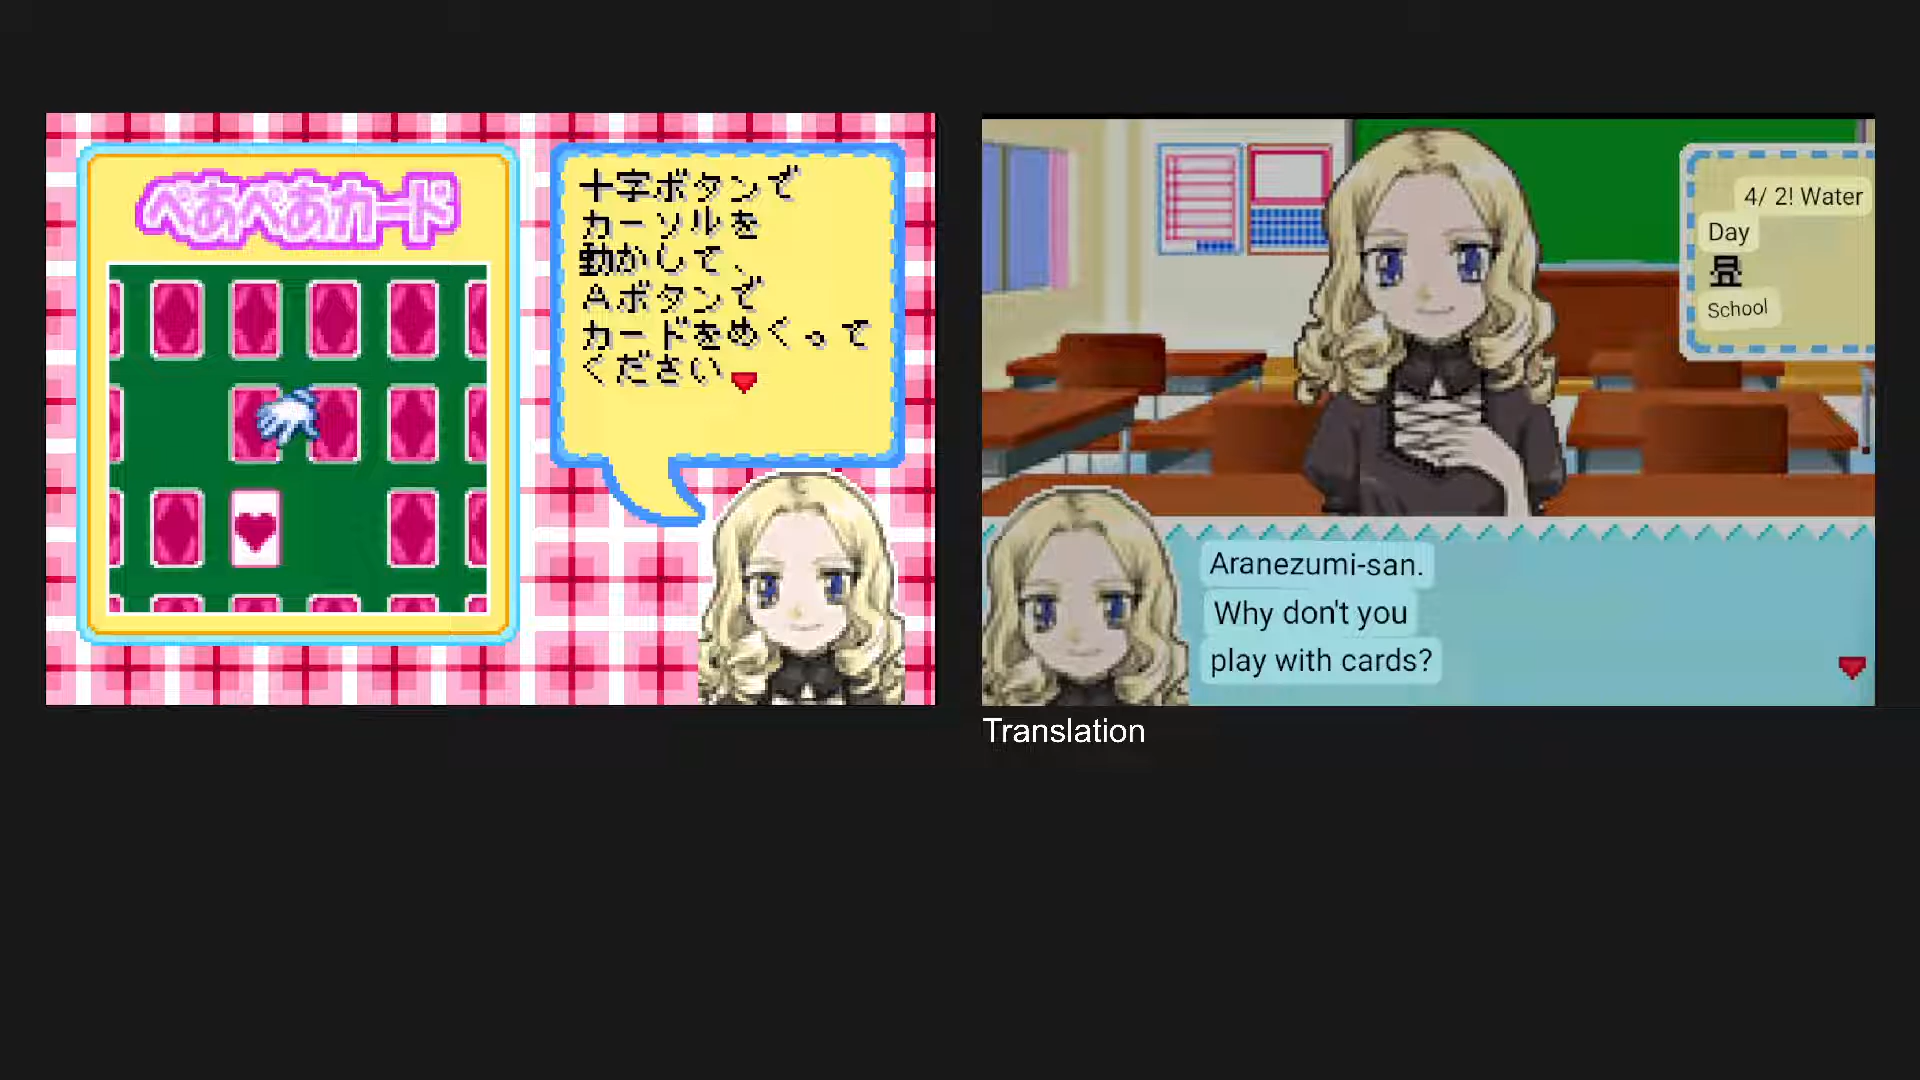 ぺあぺあカード
十字ボタンで
カーソルを
動かして、
Aボタンで
カードをめくって
ください
4/ 2! Water
Day
昼
School
Aranezumi-san.
Why don't you
play with cards?
Translation